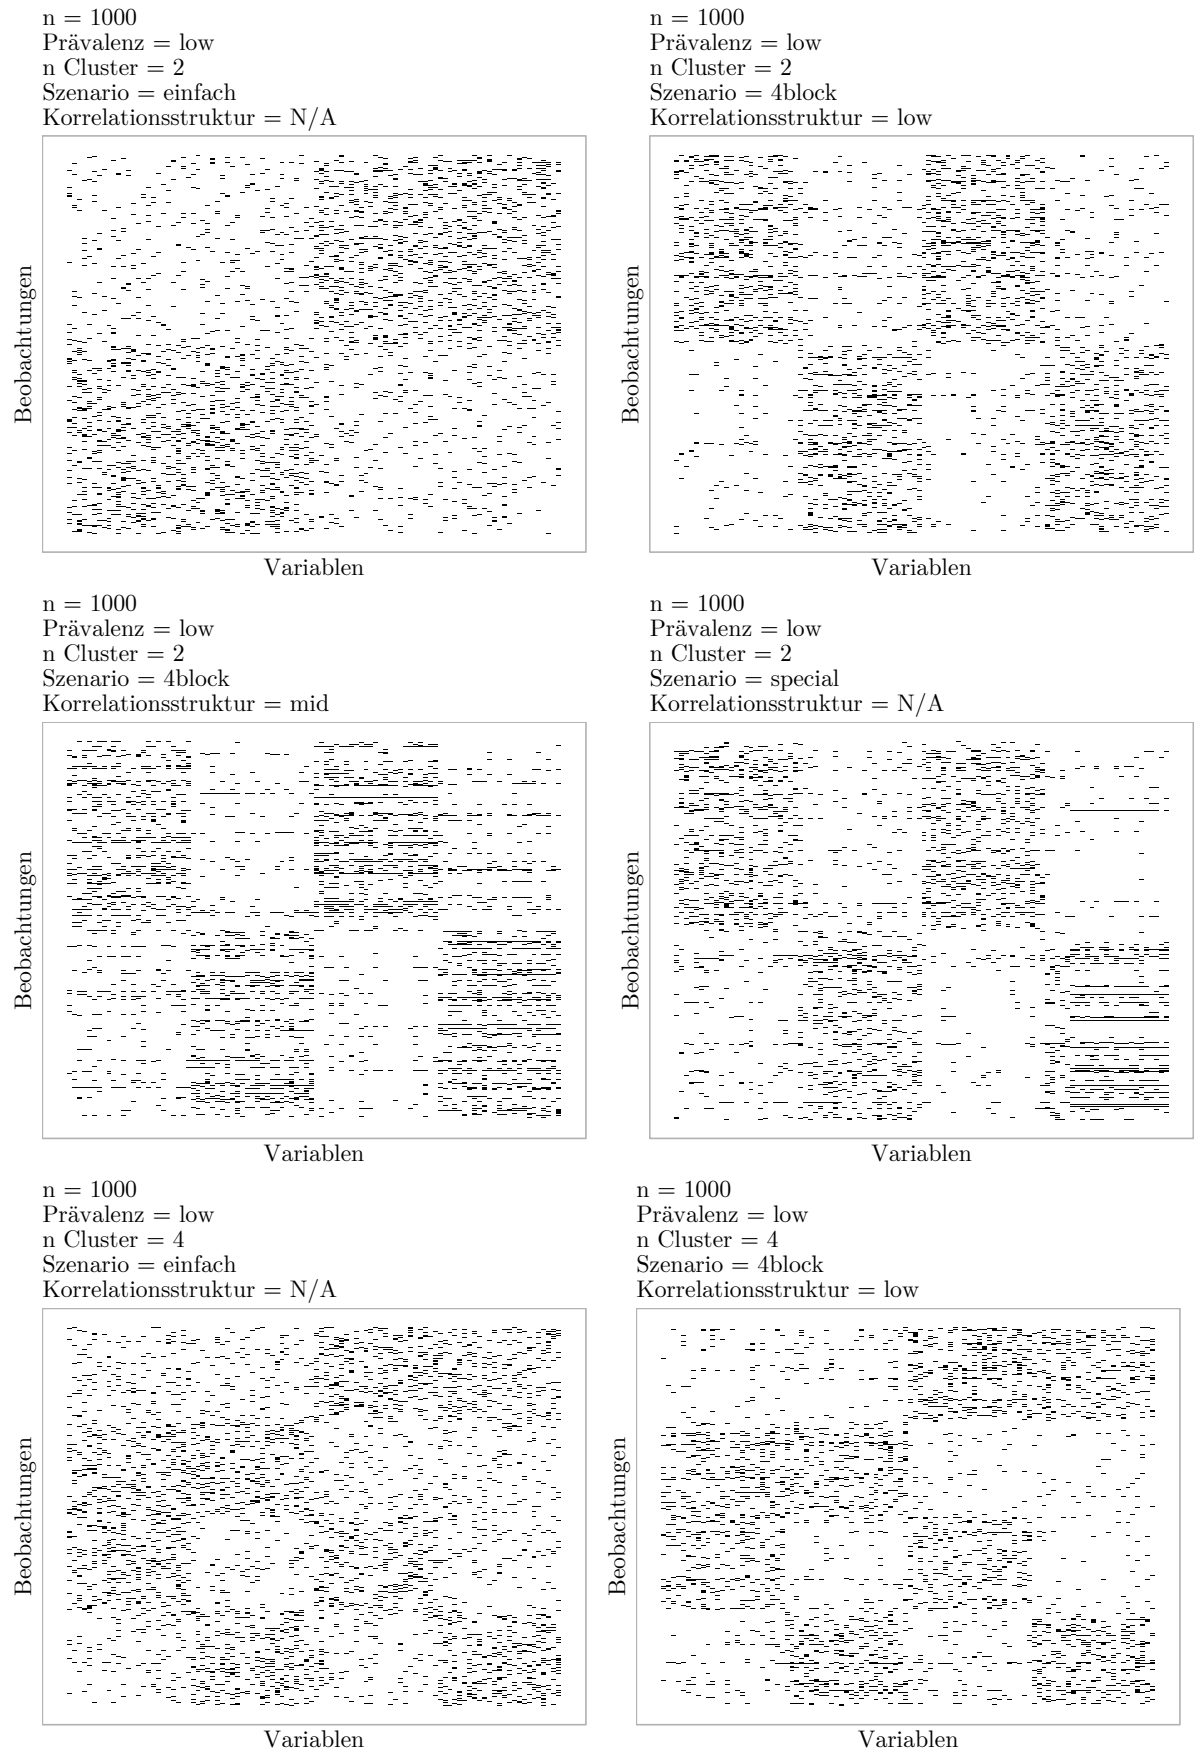 n = 1000
Prävalenz = low
n Cluster = 2
Szenario = einfach
Korrelationsstruktur = N/A
Beobachtungen
Variablen
n = 1000
Prävalenz = low
n Cluster = 2
Szenario = 4block
Korrelationsstruktur = low
Beobachtungen
Variablen
n = 1000
Prävalenz = low
n Cluster = 2
Szenario = 4block
Korrelationsstruktur = mid
Beobachtungen
Variablen
n = 1000
Prävalenz = low
n Cluster = 2
Szenario = special
Korrelationsstruktur = N/A
Beobachtungen
Variablen
n = 1000
Prävalenz = low
n Cluster = 4
Szenario = einfach
Korrelationsstruktur = N/A
Beobachtungen
Variablen
n = 1000
Prävalenz = low
n Cluster = 4
Szenario = 4block
Korrelationsstruktur = low
Beobachtungen
Variablen